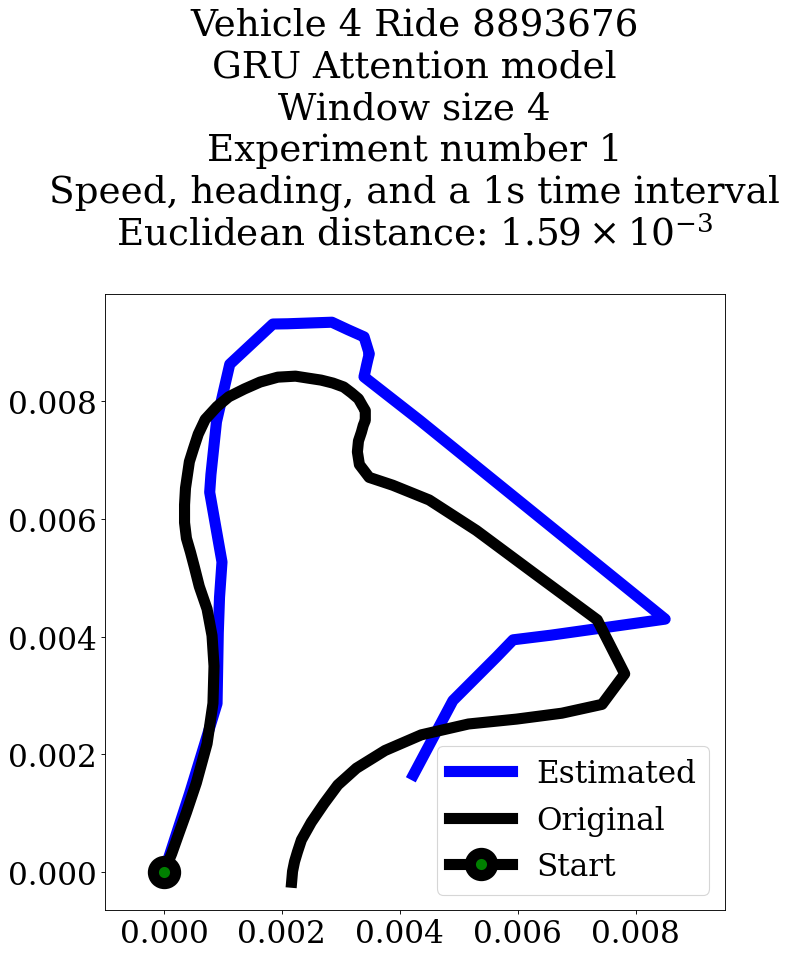 Vehicle 4 Ride 8893676
GRU Attention model
Window size 4
Experiment number 1
Speed, heading, and a 1s time interval
Euclidean distance: 1.59 × 10⁻³
0.008
0.006
0.004
0.002
0.000
Estimated
Original
Start
0.000 0.002 0.004 0.006 0.008